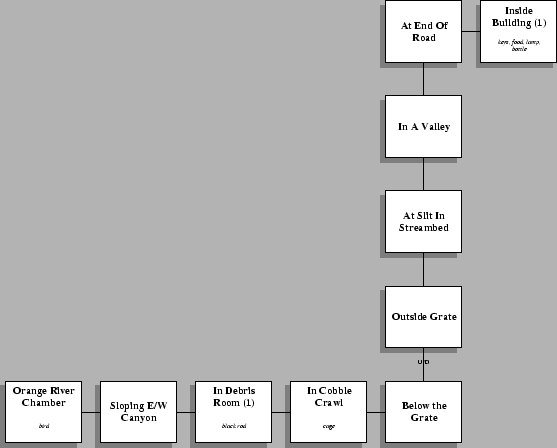 At End Of
Road
Inside
Building (1)
keys, food, lamp,
bottle
In A Valley
At Slit In
Streambed
Outside Grate
U/D
Orange River
Chamber
bird
Sloping E/W
Canyon
In Debris
Room (1)
black rod
In Cobble
Crawl
cage
Below the
Grate